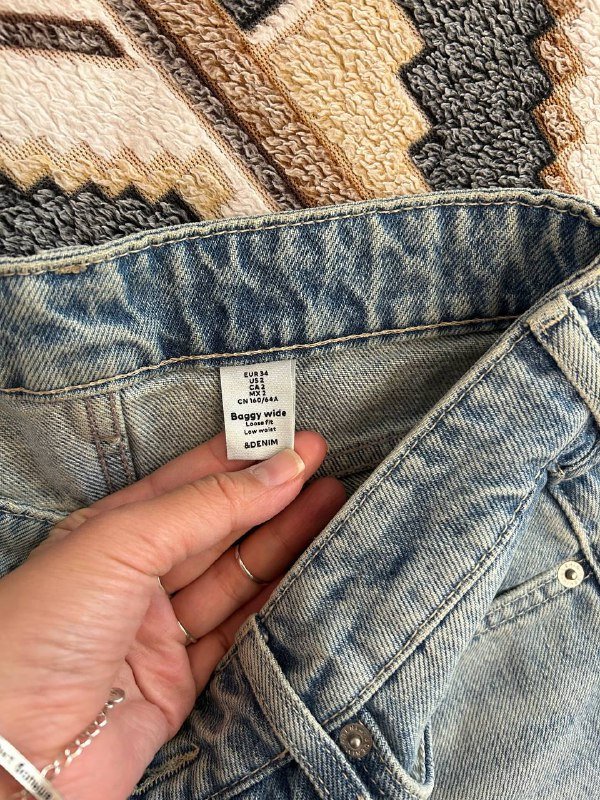 EUR 34
US 2
CA 2
MX 2
CN 160/64A
Baggy wide
Loose fit
Low waist
&DENIM